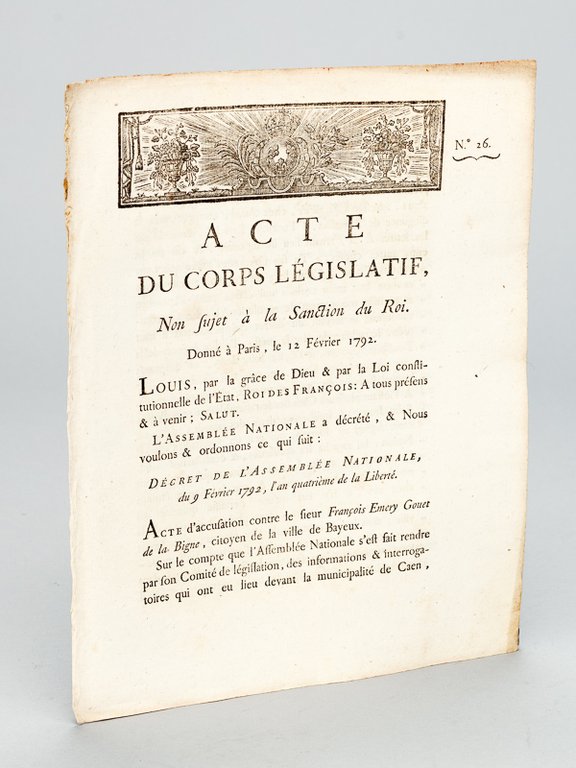 N.° 26.
ACTE
DU CORPS LÉGISLATIF,
Non ſujet à la Sanction du Roi.
Donné à Paris, le 12 Février 1792.
LOUIS, par la grâce de Dieu & par la Loi conſti-
tutionnelle de l'État, ROI DES FRANÇOIS: A tous préſens
& à venir; SALUT.
L'ASSEMBLÉE NATIONALE a décrété, & Nous
voulons & ordonnons ce qui ſuit:
DÉCRET DE L'ASSEMBLÉE NATIONALE,
du 9 Février 1792, l'an quatrième de la Liberté.
ACTE d'accuſation contre le ſieur François Emery Gouet
de la Bigne, citoyen de la ville de Bayeux.
Sur le compte que l'Aſſemblée Nationale s'eſt fait rendre
par ſon Comité de légiſlation, des informations & interroga-
toires qui ont eu lieu devant la municipalité de Caen,